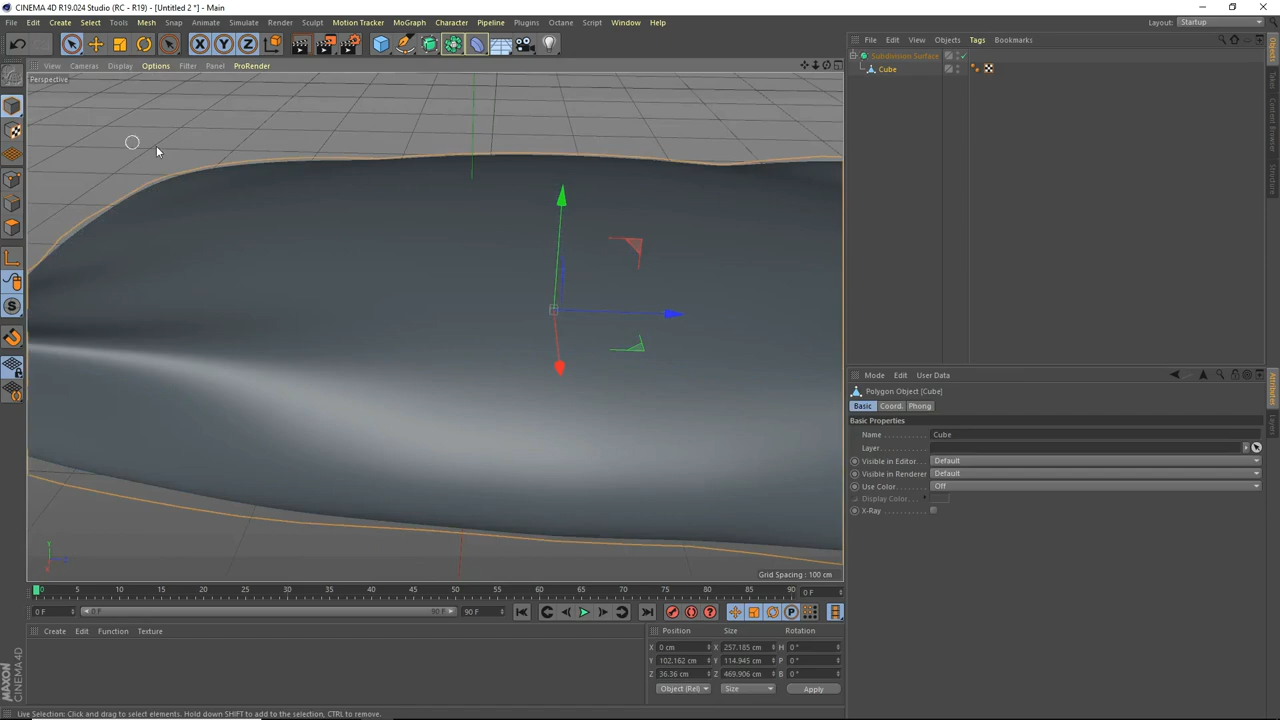 CINEMA 4D R19.024 Studio (RC - R19) - [Untitled 2 *] - Main
File Edit Create Select Tools Mesh Snap Animate Simulate Render Sculpt Motion Tracker MoGraph Character Pipeline Plugins Octane Script Window Help
Layout: Startup
X Y Z
View Cameras Display Options Filter Panel ProRender
File Edit View Objects Tags Bookmarks
Perspective
Subdivision Surface
Cube
Objects
Content Browser
Structure
Mode Edit User Data
Polygon Object [Cube]
Basic Coord. Phong
Basic Properties
Name Cube
Layer
Visible in Editor Default
Visible in Renderer Default
Use Color Off
Display Color
X-Ray
Attributes
Layers
Grid Spacing : 100 cm
0 5 10 15 20 25 30 35 40 45 50 55 60 65 70 75 80 85 90 0 F
0 F 0 F 90 F 90 F
Create Edit Function Texture
Position Size Rotation
X 0 cm X 257.185 cm H 0 °
Y 102.162 cm Y 114.945 cm P 0 °
Z 36.36 cm Z 469.906 cm B 0 °
Object (Rel) Size Apply
MAXON CINEMA 4D
Live Selection: Click and drag to select elements. Hold down SHIFT to add to the selection, CTRL to remove.